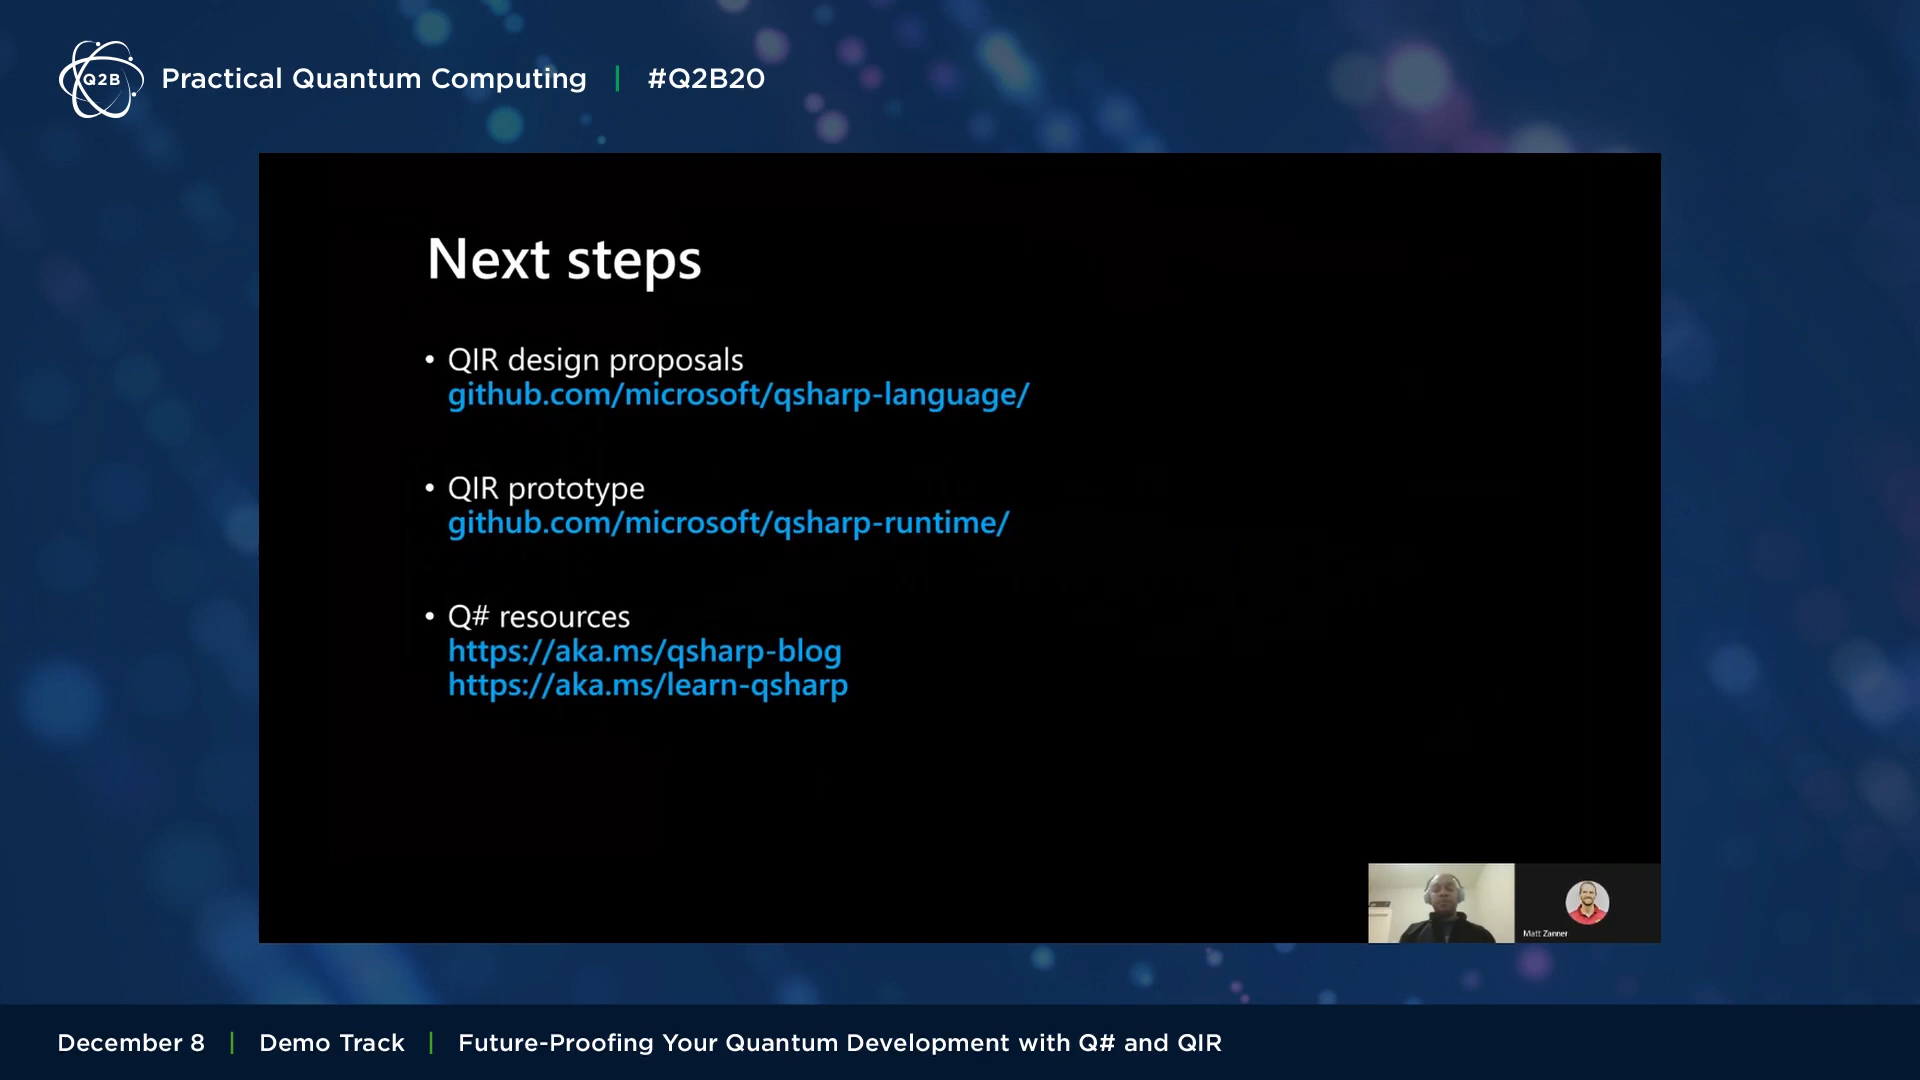 Q2B
Practical Quantum Computing | #Q2B20
Next steps
• QIR design proposals
github.com/microsoft/qsharp-language/
• QIR prototype
github.com/microsoft/qsharp-runtime/
• Q# resources
https://aka.ms/qsharp-blog
https://aka.ms/learn-qsharp
Matt Zanner
December 8 | Demo Track | Future-Proofing Your Quantum Development with Q# and QIR